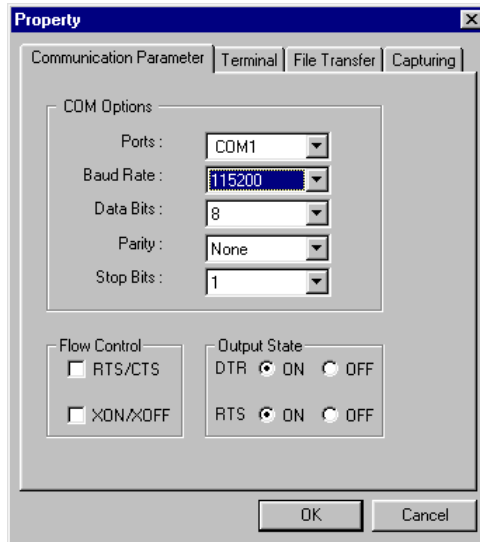 Property
Communication Parameter Terminal File Transfer Capturing
COM Options
Ports : COM1
Baud Rate : 115200
Data Bits : 8
Parity : None
Stop Bits : 1
Flow Control
RTS/CTS
XON/XOFF
Output State
DTR ON OFF
RTS ON OFF
OK Cancel